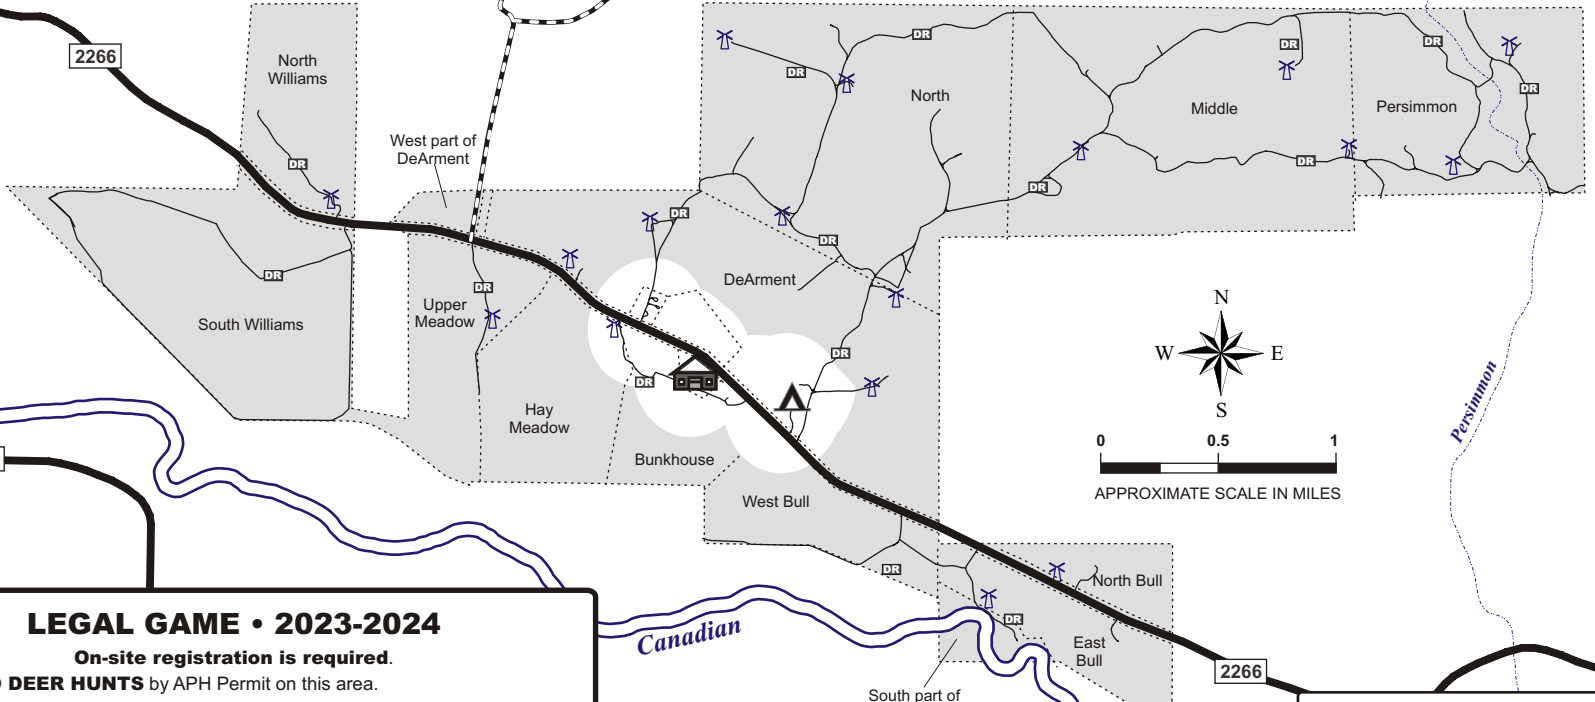 2266
North
Williams
DR
West part of
DeArment
DR
DR
North
DR
Middle
DR
Persimmon
DR
DR
DR
DR
DR
DeArment
South Williams
DR
Upper
Meadow
DR
DR
DR
Hay
Meadow
Bunkhouse
West Bull
N
W
E
S
0 0.5 1
APPROXIMATE SCALE IN MILES
Persimmon
DR
North Bull
DR
East
Bull
South part of
Canadian
2266
LEGAL GAME • 2023-2024
On-site registration is required.
DEER HUNTS by APH Permit on this area.